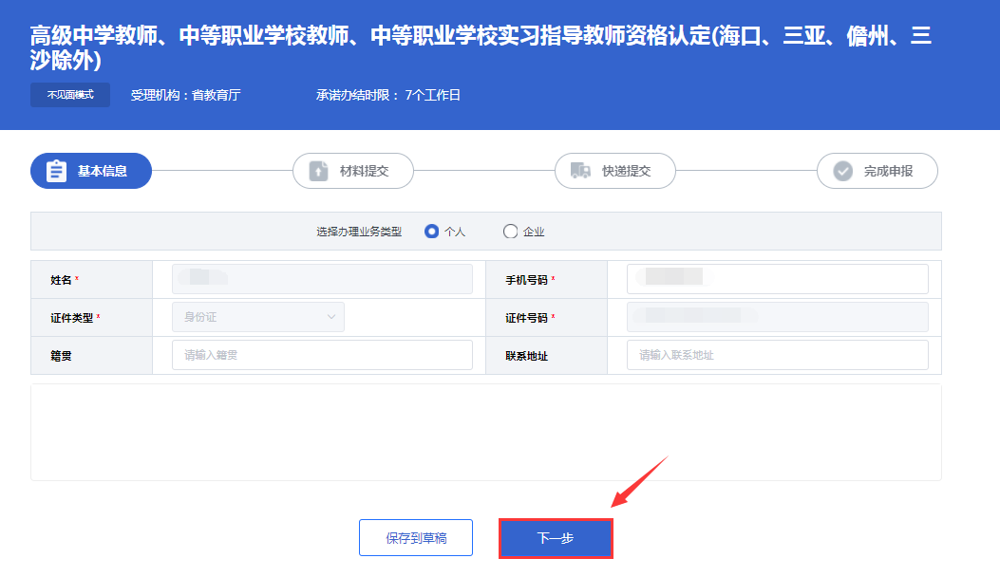 高级中学教师、中等职业学校教师、中等职业学校实习指导教师资格认定(海口、三亚、儋州、三
沙除外)
不见面模式 受理机构：省教育厅 承诺办结时限： 7个工作日
基本信息 材料提交 快递提交 完成申报
选择办理业务类型 个人 企业
姓名* 手机号码*
证件类型* 身份证 证件号码*
籍贯 请输入籍贯 联系地址 请输入联系地址
保存到草稿 下一步